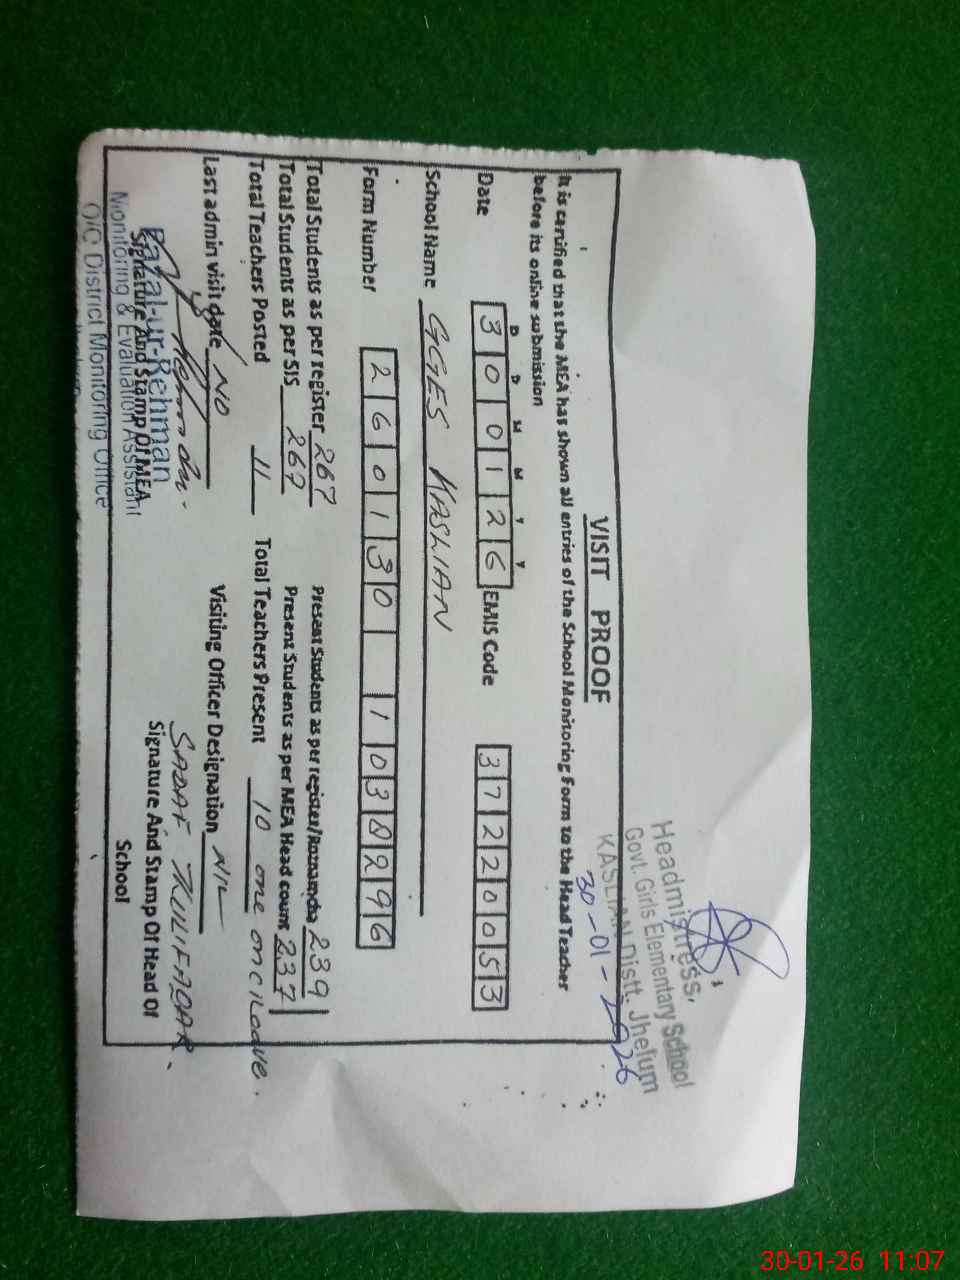 Headmistress,
Govt. Girls Elementary School
KASLIAN Distt. Jhelum
30-01-2026
VISIT PROOF
It is certified that the MEA has shown all entries of the School Monitoring Form to the Head Teacher
before its online submission
D D M M Y Y
Date 3 0 0 1 2 6 EMIS Code 3 7 2 2 0 0 5 3
School Name GGES KASLIAN
Form Number 2 6 0 1 3 0 1 0 3 8 2 9 6
Total Students as per register 267 Present Students as per register/Roznamcha 239
Total Students as per SIS 267 Present Students as per MEA Head count 237
Total Teachers Posted 11 Total Teachers Present 10 one on c/Leave.
Last admin visit date NO Visiting Officer Designation NIL
SADAF ZULIFAQAR
Signature And Stamp Of MEA Signature And Stamp Of Head Of
School
Fazal-ur-Rehman
Monitoring & Evaluation Assistant
O/O District Monitoring Office
30-01-26 11:07